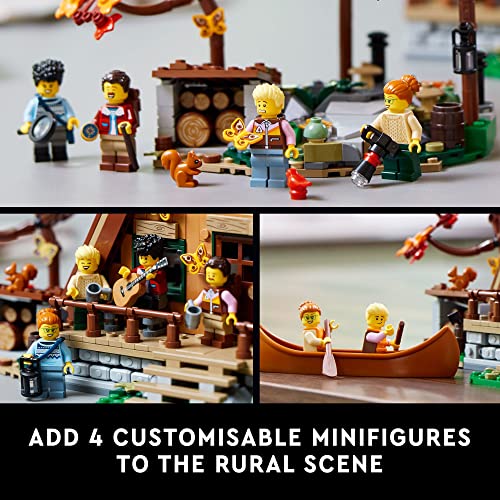 ADD 4 CUSTOMISABLE MINIFIGURES
TO THE RURAL SCENE